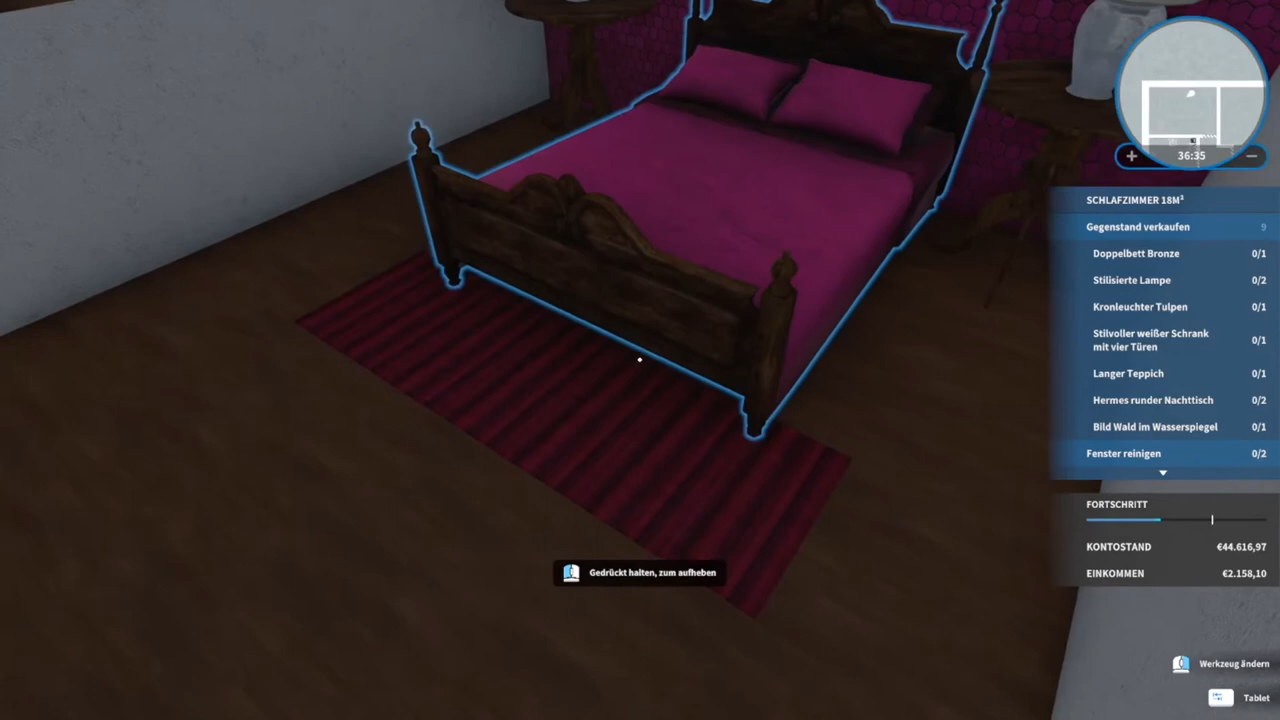 36:35
SCHLAFZIMMER 18M²
Gegenstand verkaufen 9
Doppelbett Bronze 0/1
Stilisierte Lampe 0/2
Kronleuchter Tulpen 0/1
Stilvoller weißer Schrank
mit vier Türen 0/1
Langer Teppich 0/1
Hermes runder Nachttisch 0/2
Bild Wald im Wasserspiegel 0/1
Fenster reinigen 0/2
FORTSCHRITT
KONTOSTAND €44.616,97
EINKOMMEN €2.158,10
Gedrückt halten, zum aufheben
Werkzeug ändern
Tablet